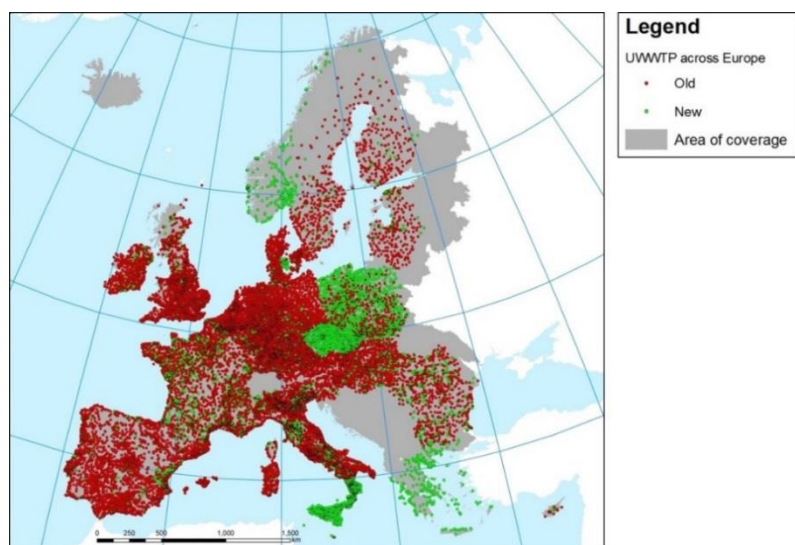 Legend
UWWTP across Europe
Old
New
Area of coverage
0 250 500 1,000 1,500
km